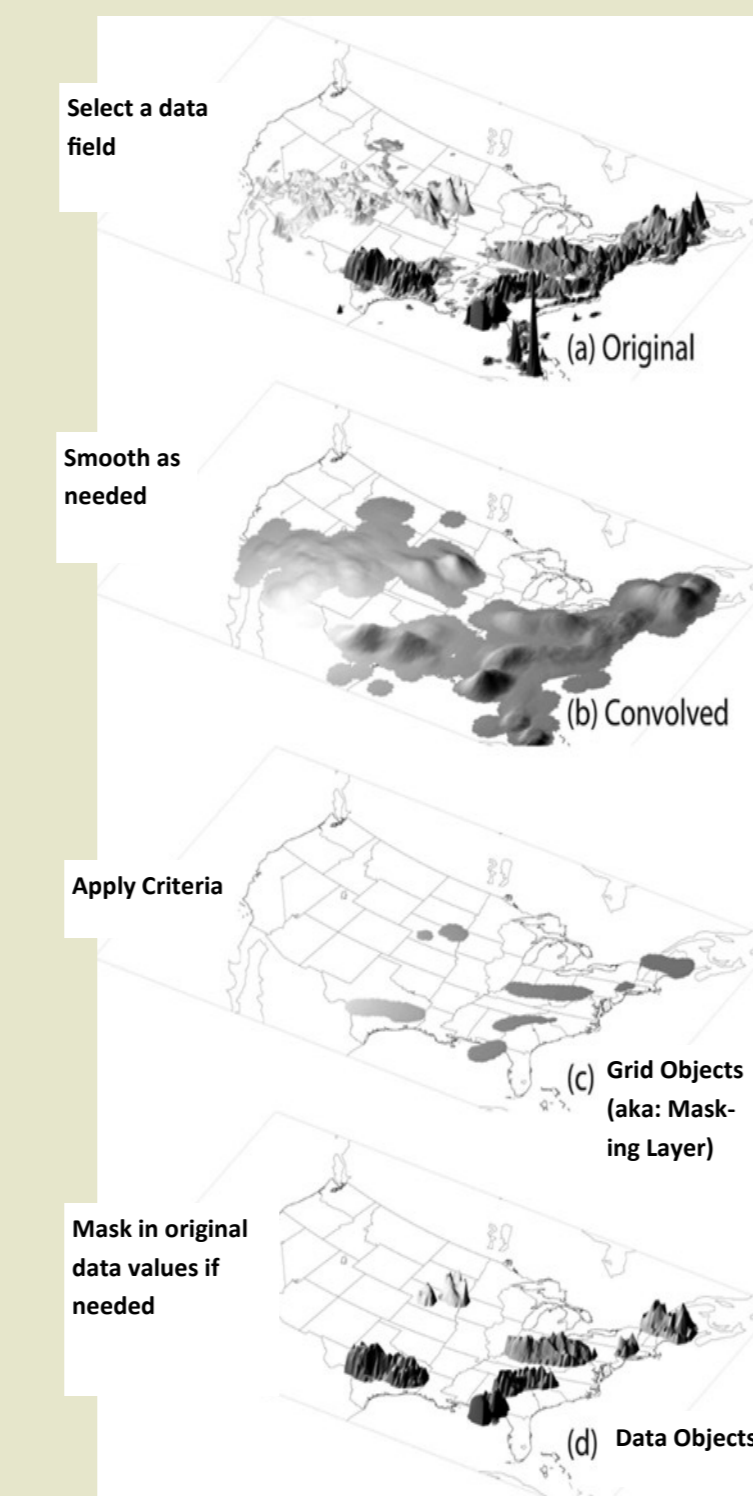 Select a data
field
(a) Original
Smooth as
needed
(b) Convolved
Apply Criteria
(c) Grid Objects
(aka: Mask-
ing Layer)
Mask in original
data values if
needed
(d) Data Objects